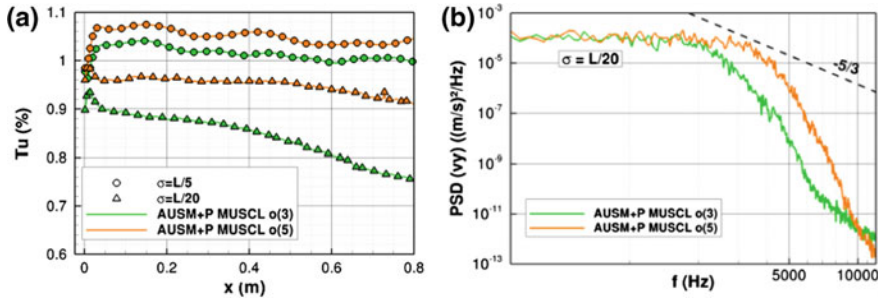 (a)
1.1
1
0.9
0.8
0.7
0.6
Tu (%)
σ=L/5
σ=L/20
AUSM+P MUSCL o(3)
AUSM+P MUSCL o(5)
0
0.2
0.4
0.6
0.8
x (m)
(b)
10⁻³
10⁻⁵
10⁻⁷
10⁻⁹
10⁻¹¹
10⁻¹³
PSD (vy) ((m/s)²/Hz)
σ = L/20
-5/3
AUSM+P MUSCL o(3)
AUSM+P MUSCL o(5)
5000
10000
f (Hz)